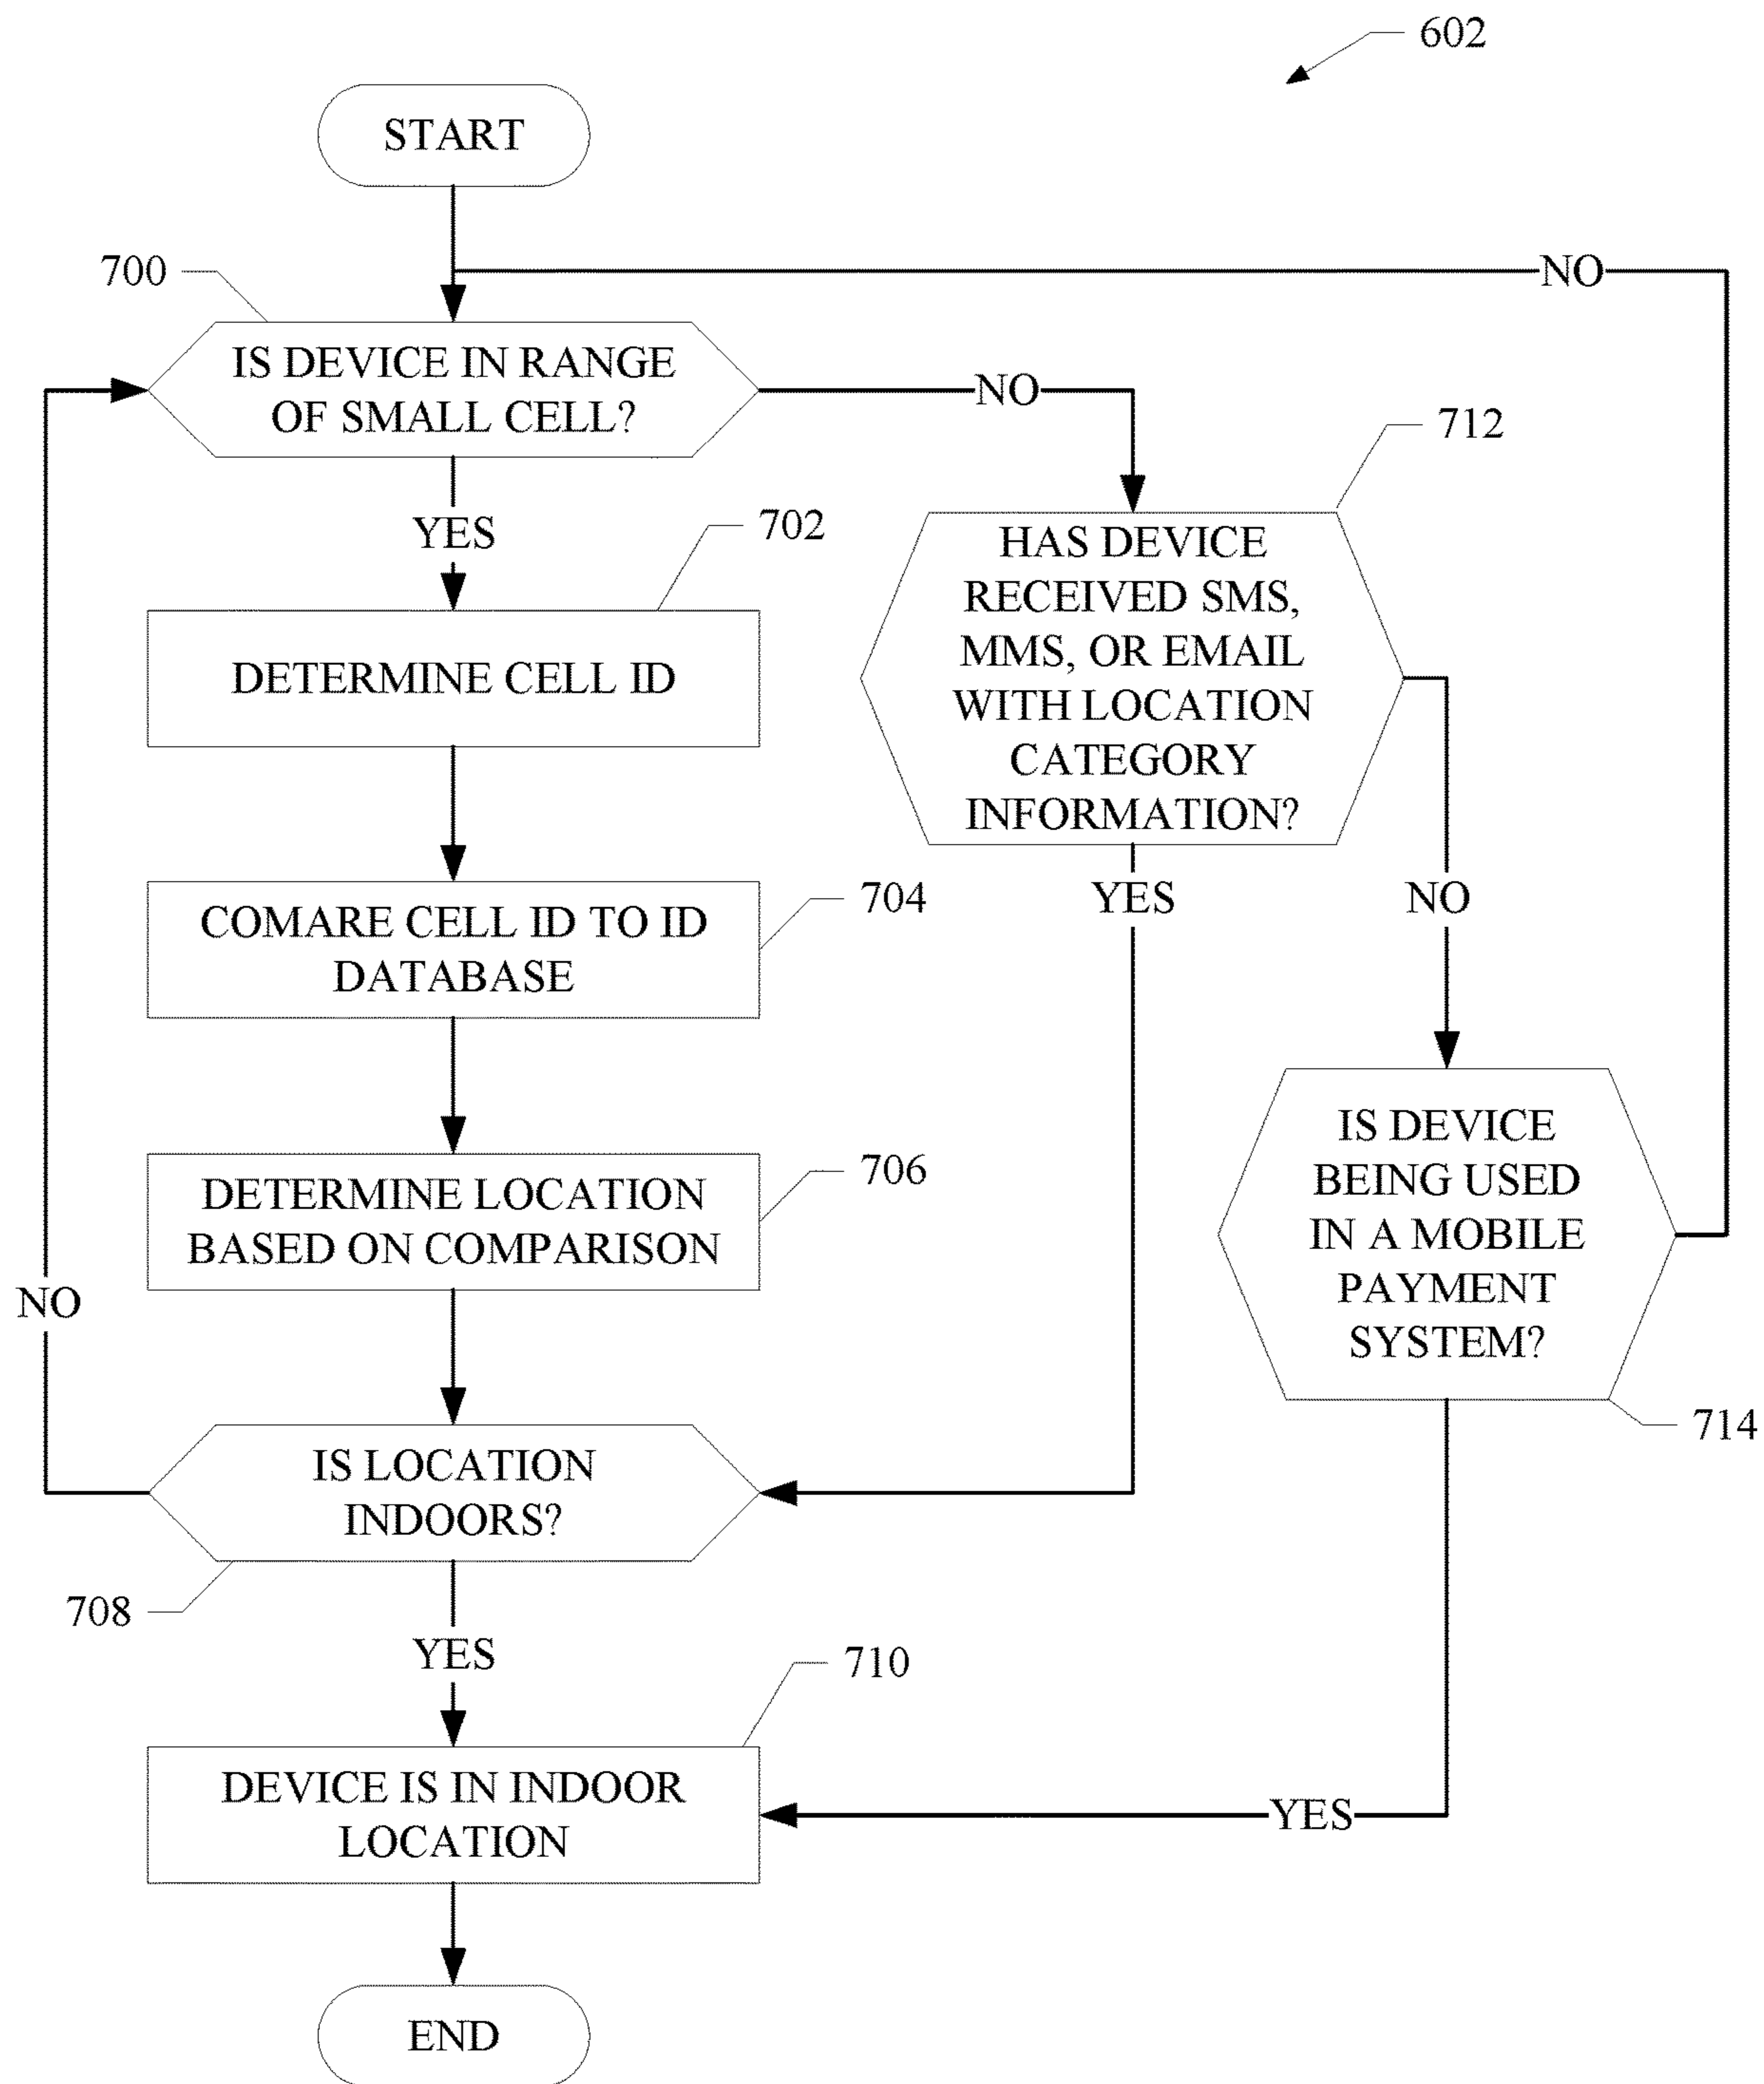 602
START
700
NO
IS DEVICE IN RANGE
OF SMALL CELL?
NO
712
YES
702
HAS DEVICE
RECEIVED SMS,
MMS, OR EMAIL
WITH LOCATION
CATEGORY
INFORMATION?
DETERMINE CELL ID
YES
NO
COMARE CELL ID TO ID
DATABASE
704
DETERMINE LOCATION
BASED ON COMPARISON
706
IS DEVICE
BEING USED
IN A MOBILE
PAYMENT
SYSTEM?
NO
714
IS LOCATION
INDOORS?
708
YES
710
DEVICE IS IN INDOOR
LOCATION
YES
END